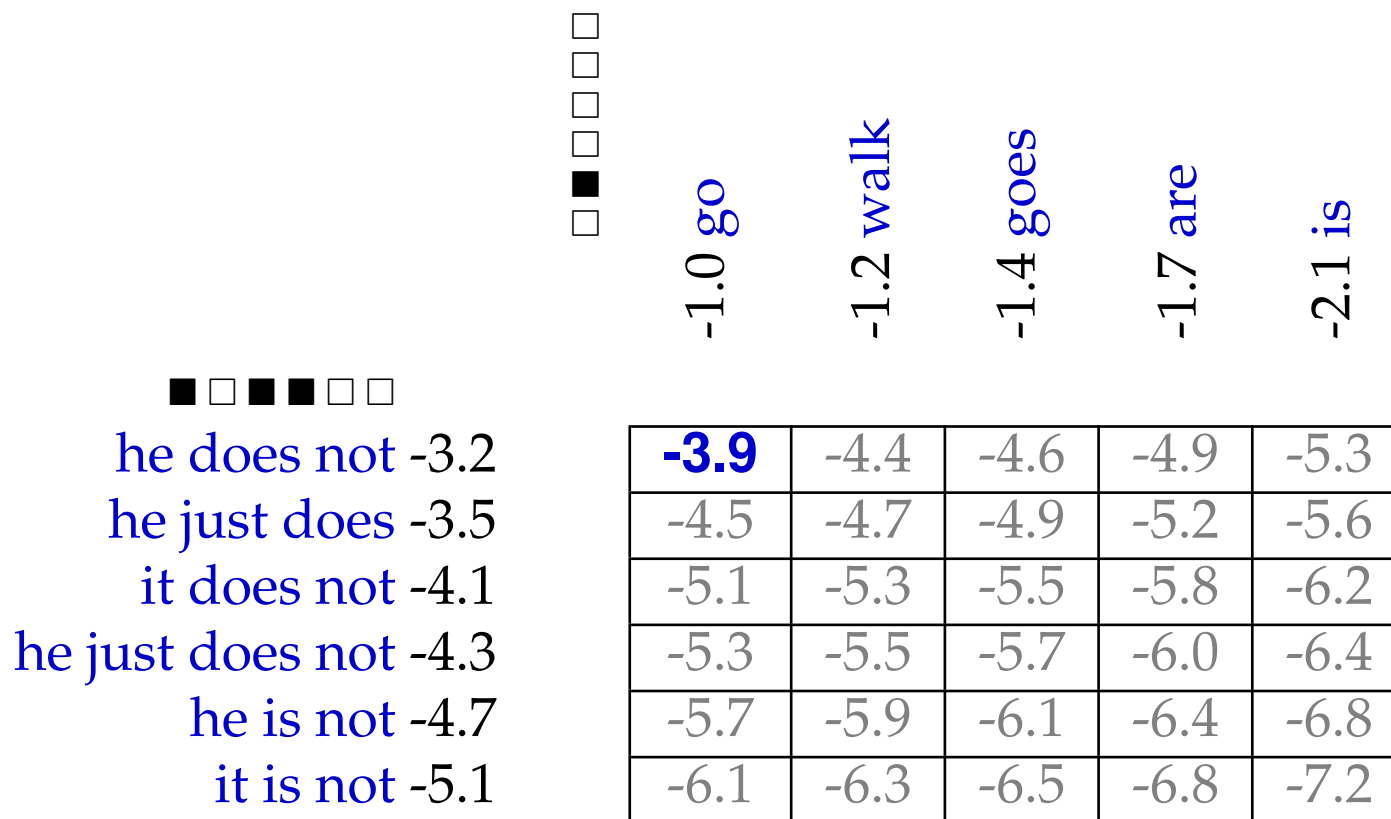 -1.0 go
-1.2 walk
-1.4 goes
-1.7 are
-2.1 is
he does not -3.2 -3.9 -4.4 -4.6 -4.9 -5.3
he just does -3.5 -4.5 -4.7 -4.9 -5.2 -5.6
it does not -4.1 -5.1 -5.3 -5.5 -5.8 -6.2
he just does not -4.3 -5.3 -5.5 -5.7 -6.0 -6.4
he is not -4.7 -5.7 -5.9 -6.1 -6.4 -6.8
it is not -5.1 -6.1 -6.3 -6.5 -6.8 -7.2